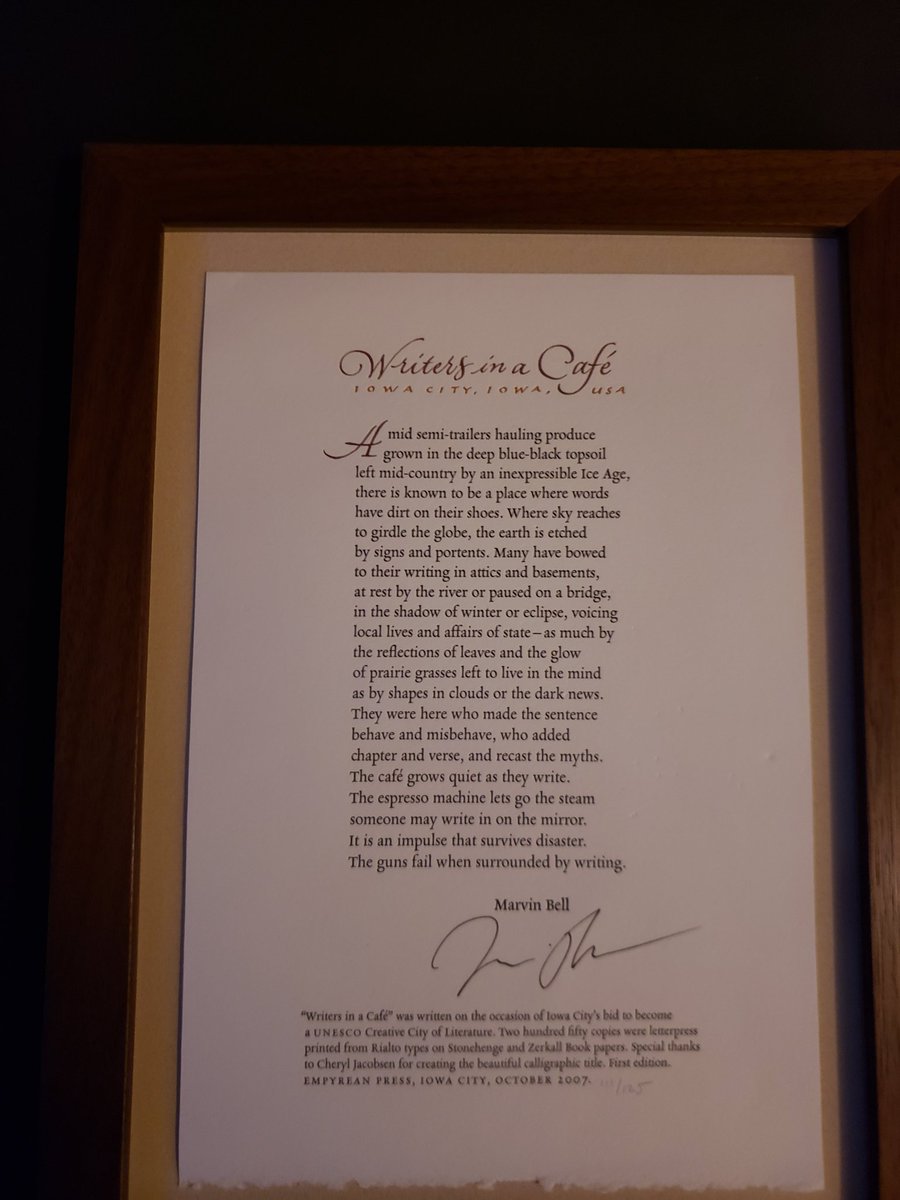 Writers in a Café
IOWA CITY, IOWA, USA
Amid semi-trailers hauling produce
grown in the deep blue-black topsoil
left mid-country by an inexpressible Ice Age,
there is known to be a place where words
have dirt on their shoes. Where sky reaches
to girdle the globe, the earth is etched
by signs and portents. Many have bowed
to their writing in attics and basements,
at rest by the river or paused on a bridge,
in the shadow of winter or eclipse, voicing
local lives and affairs of state—as much by
the reflections of leaves and the glow
of prairie grasses left to live in the mind
as by shapes in clouds or the dark news.
They were here who made the sentence
behave and misbehave, who added
chapter and verse, and recast the myths.
The café grows quiet as they write.
The espresso machine lets go the steam
someone may write in on the mirror.
It is an impulse that survives disaster.
The guns fail when surrounded by writing.
Marvin Bell
“Writers in a Café” was written on the occasion of Iowa City's bid to become
a UNESCO Creative City of Literature. Two hundred fifty copies were letterpress
printed from Rialto types on Stonehenge and Zerkall Book papers. Special thanks
to Cheryl Jacobsen for creating the beautiful calligraphic title. First edition.
EMPYREAN PRESS, IOWA CITY, OCTOBER 2007.